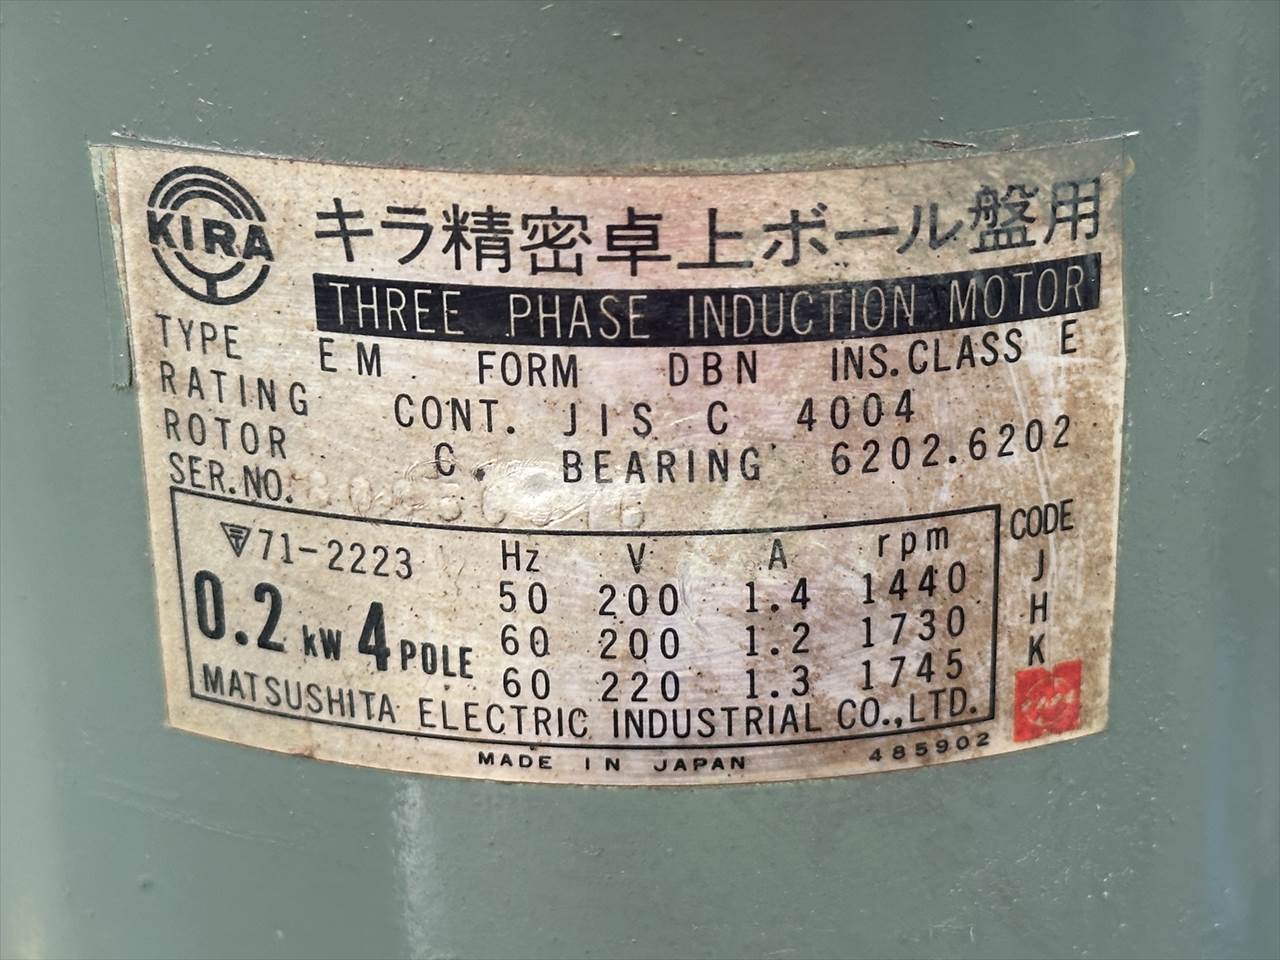 KIRA
キラ精密卓上ボール盤用
THREE PHASE INDUCTION MOTOR
TYPE EM FORM DBN INS.CLASS E
RATING CONT. JIS C 4004
ROTOR C. BEARING 6202.6202
SER.NO.
71-2223 Hz V A rpm CODE
50 200 1.4 1440 J
60 200 1.2 1730 H
60 220 1.3 1745 K
0.2 kW 4 POLE
MATSUSHITA ELECTRIC INDUSTRIAL CO.,LTD.
MADE IN JAPAN 485902